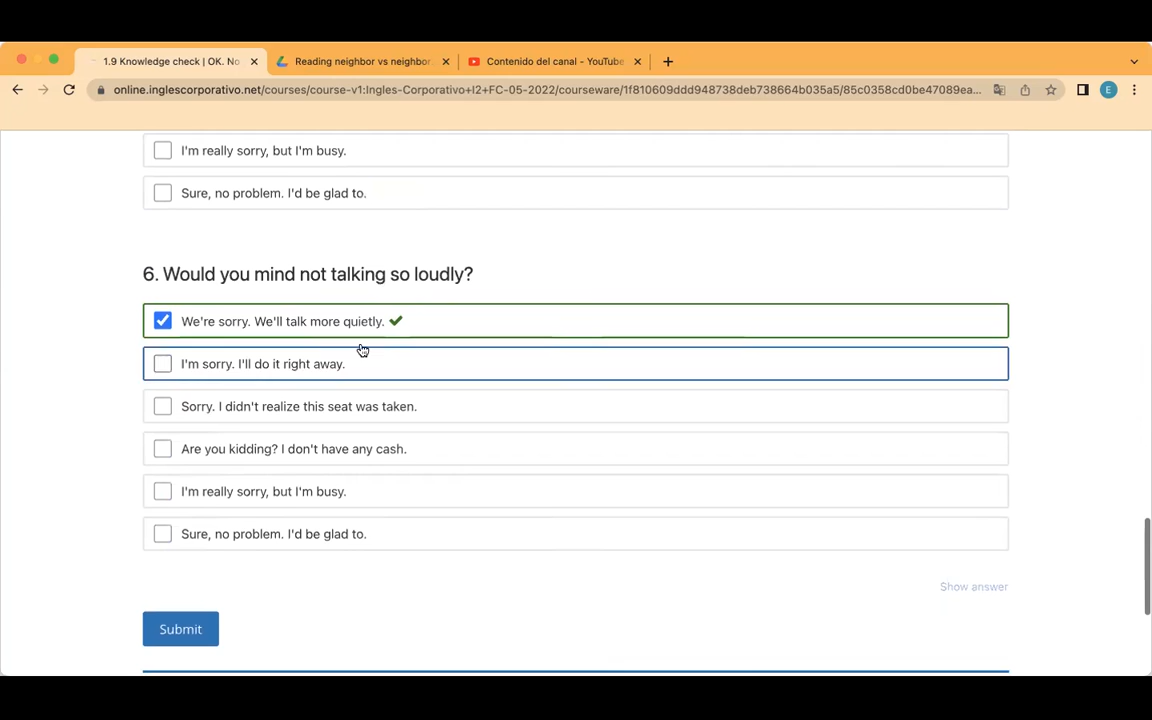 1.9 Knowledge check | OK. No
Reading neighbor vs neighbor
Contenido del canal - YouTube
online.inglescorporativo.net/courses/course-v1:Ingles-Corporativo+I2+FC-05-2022/courseware/1f810609ddd948738deb738664b035a5/85c0358cd0be47089ea...
E
I'm really sorry, but I'm busy.
Sure, no problem. I'd be glad to.
6. Would you mind not talking so loudly?
We're sorry. We'll talk more quietly.
I'm sorry. I'll do it right away.
Sorry. I didn't realize this seat was taken.
Are you kidding? I don't have any cash.
I'm really sorry, but I'm busy.
Sure, no problem. I'd be glad to.
Show answer
Submit